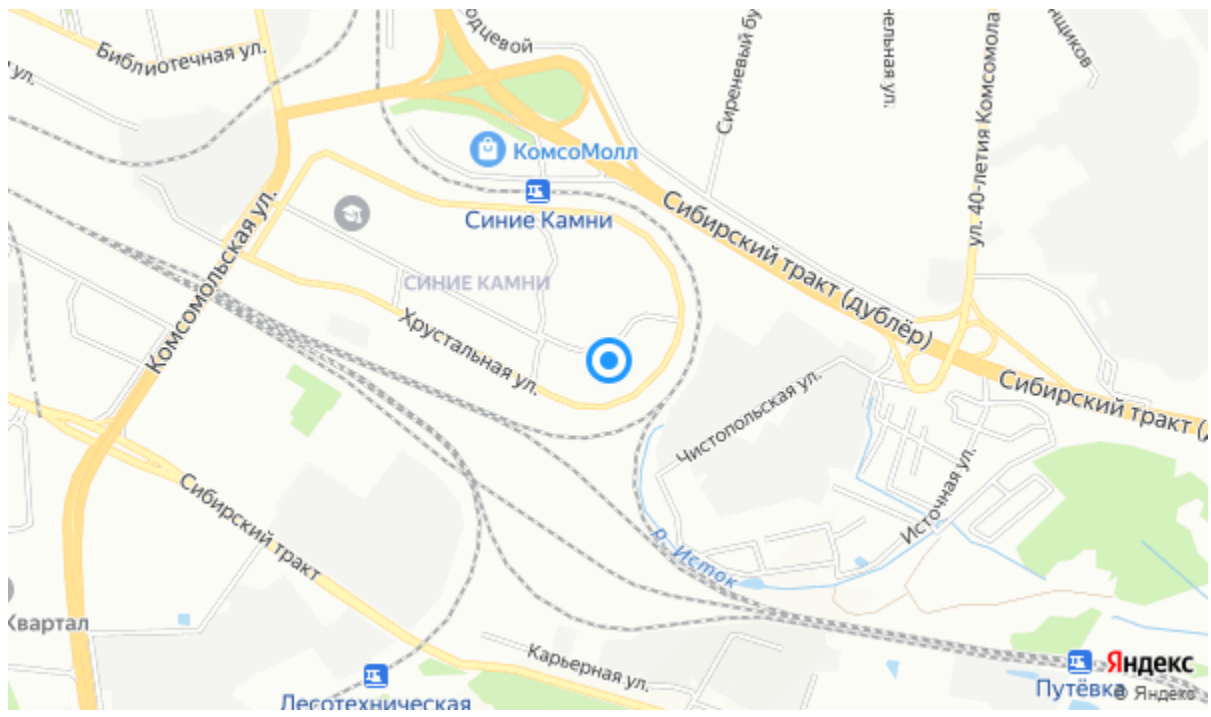 Библиотечная ул.
одцевой
Сиреневый бу
ельная ул.
ул. 40-летия Комсомола
нщиков
ул.
КомсоМолл
Синие Камни
Комсомольская ул.
СИНИЕ КАМНИ
Сибирский тракт (дублёр)
Хрустальная ул.
Сибирский тракт (д
Чистопольская ул.
Источная ул.
р. Исток
Сибирский тракт
Квартал
Карьерная ул.
Лесотехническая
Путёвка
Яндекс
© Яндекс